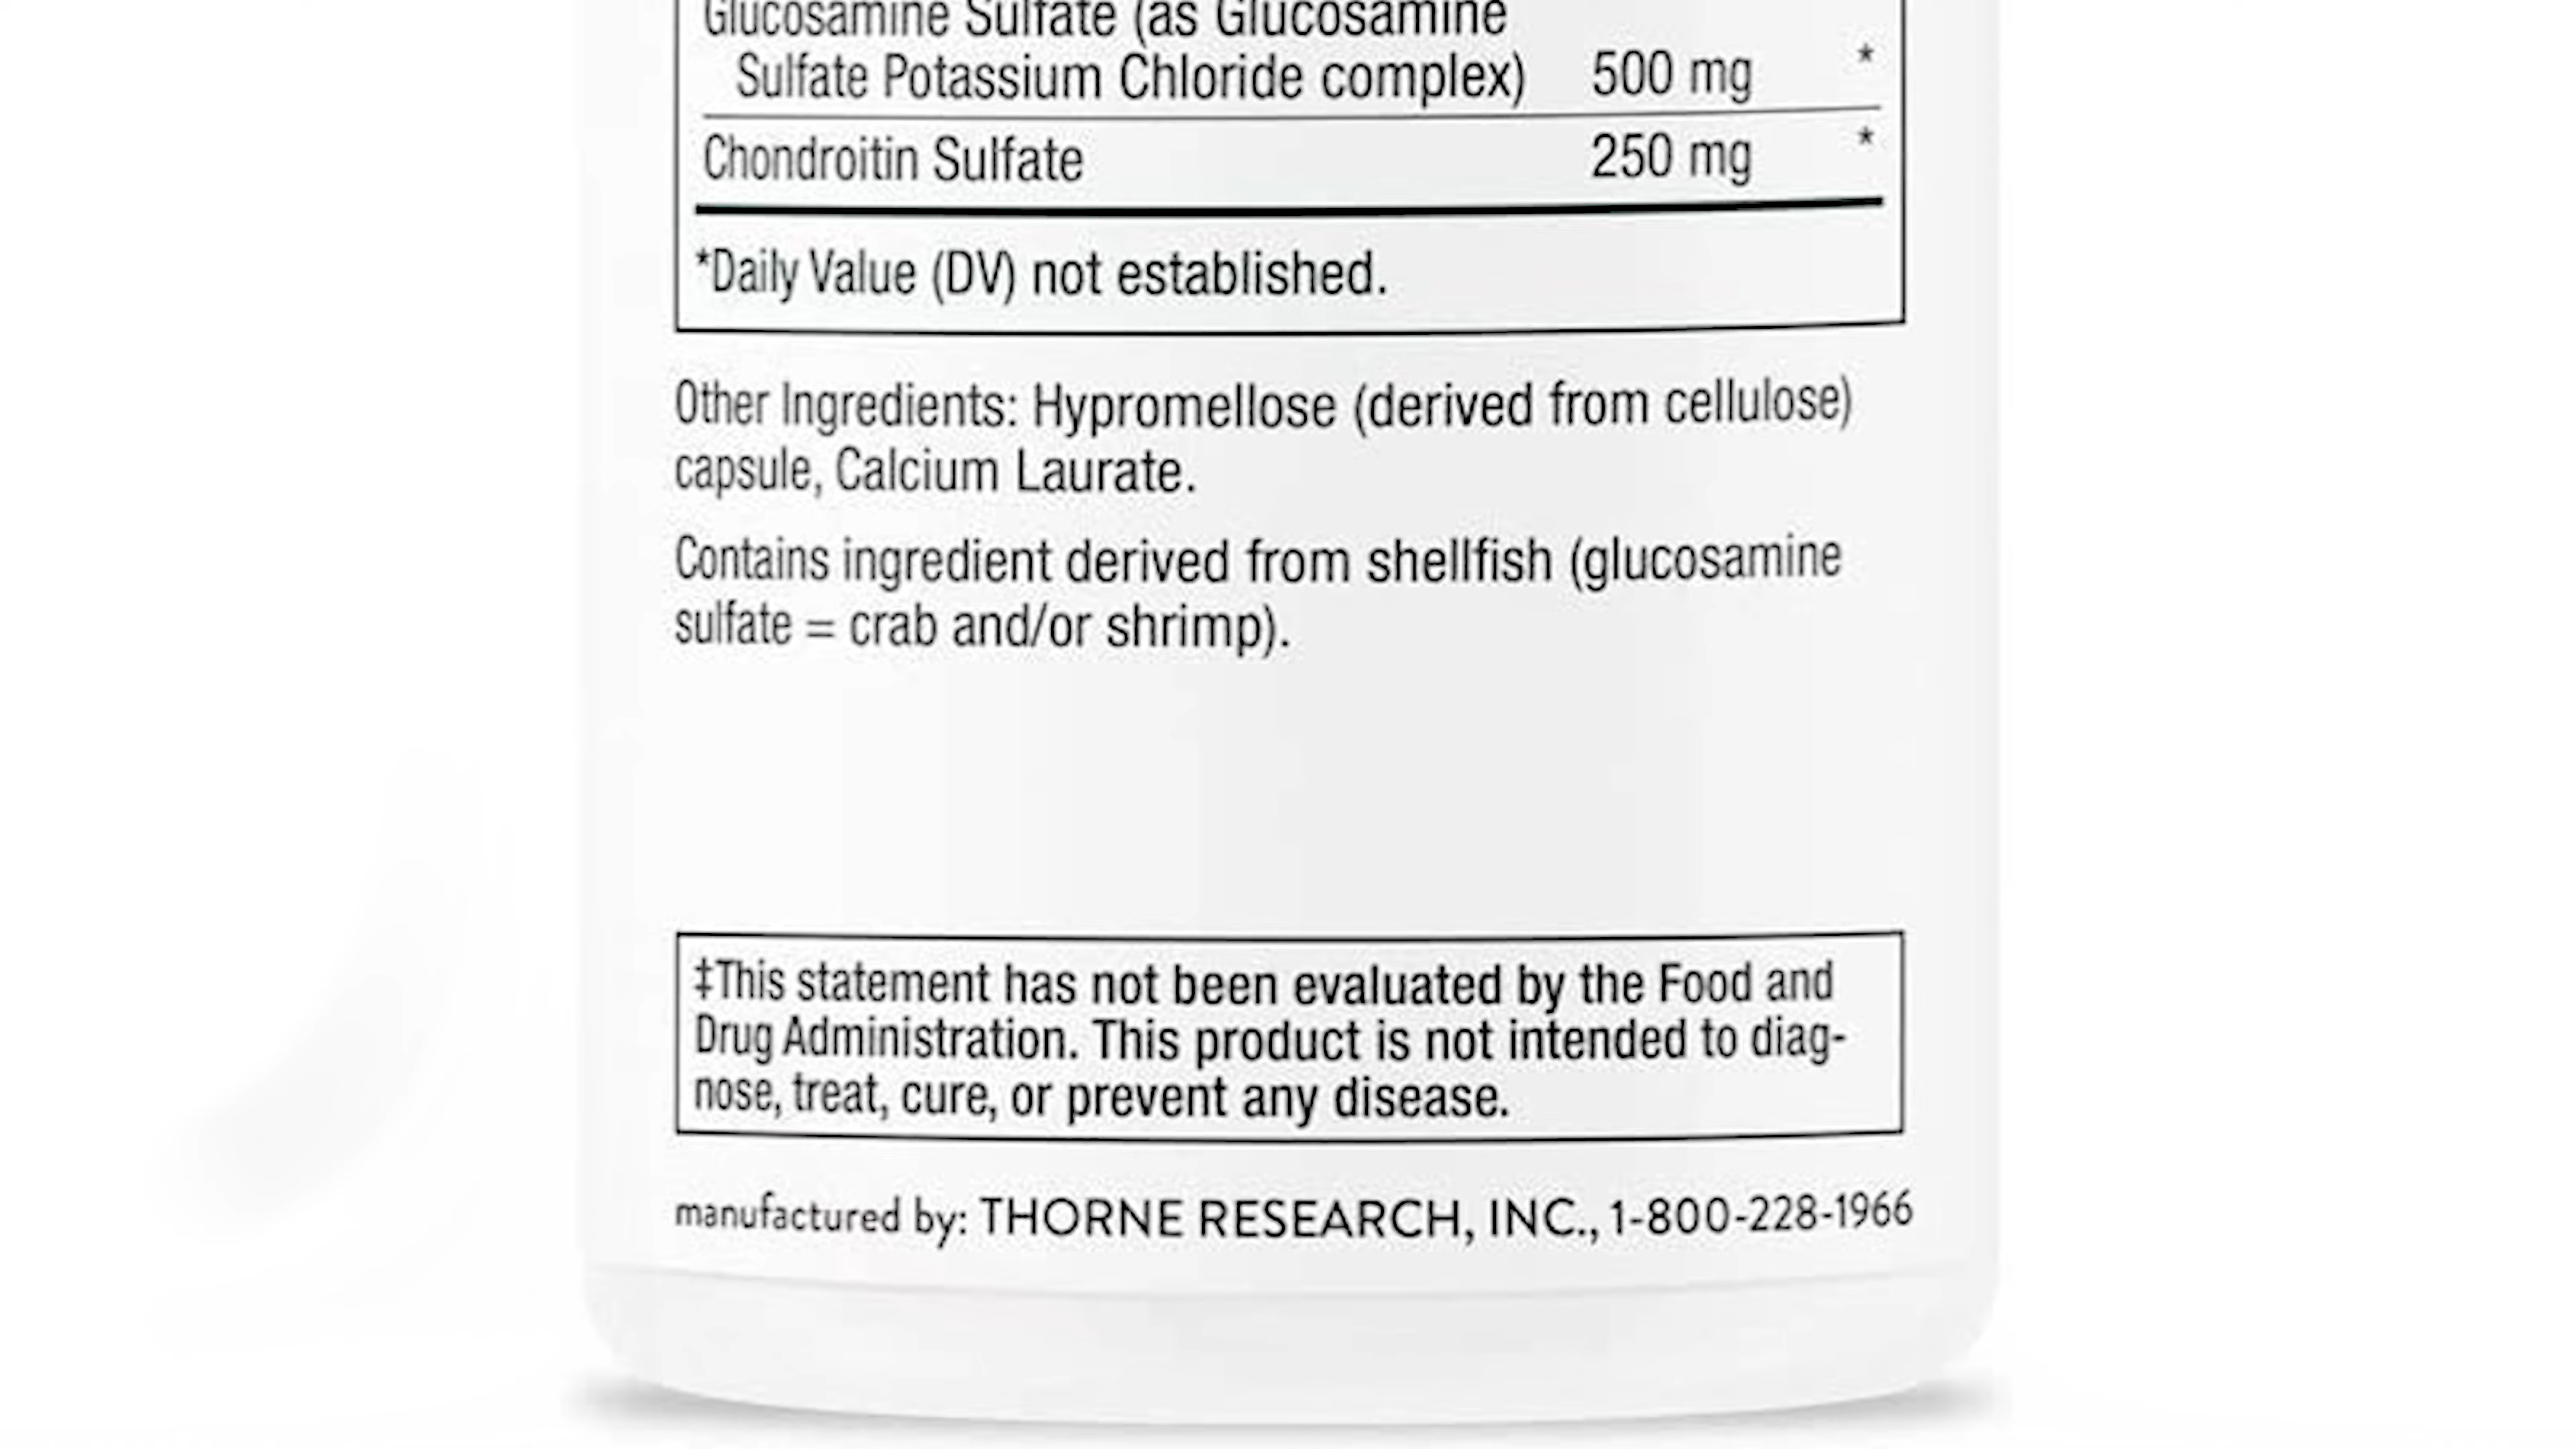 Glucosamine Sulfate (as Glucosamine
Sulfate Potassium Chloride complex) 500 mg *
Chondroitin Sulfate 250 mg *
*Daily Value (DV) not established.
Other Ingredients: Hypromellose (derived from cellulose)
capsule, Calcium Laurate.
Contains ingredient derived from shellfish (glucosamine
sulfate = crab and/or shrimp).
‡This statement has not been evaluated by the Food and
Drug Administration. This product is not intended to diag-
nose, treat, cure, or prevent any disease.
manufactured by: THORNE RESEARCH, INC., 1-800-228-1966